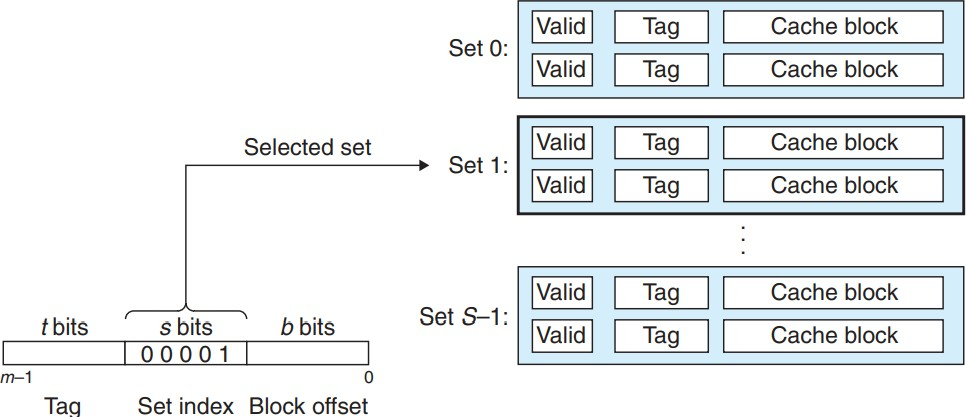 Set 0:
Valid Tag Cache block
Valid Tag Cache block
Selected set
Set 1:
Valid Tag Cache block
Valid Tag Cache block
. . .
Set S–1:
Valid Tag Cache block
Valid Tag Cache block
t bits s bits b bits
0 0 0 0 1
m–1 0
Tag Set index Block offset